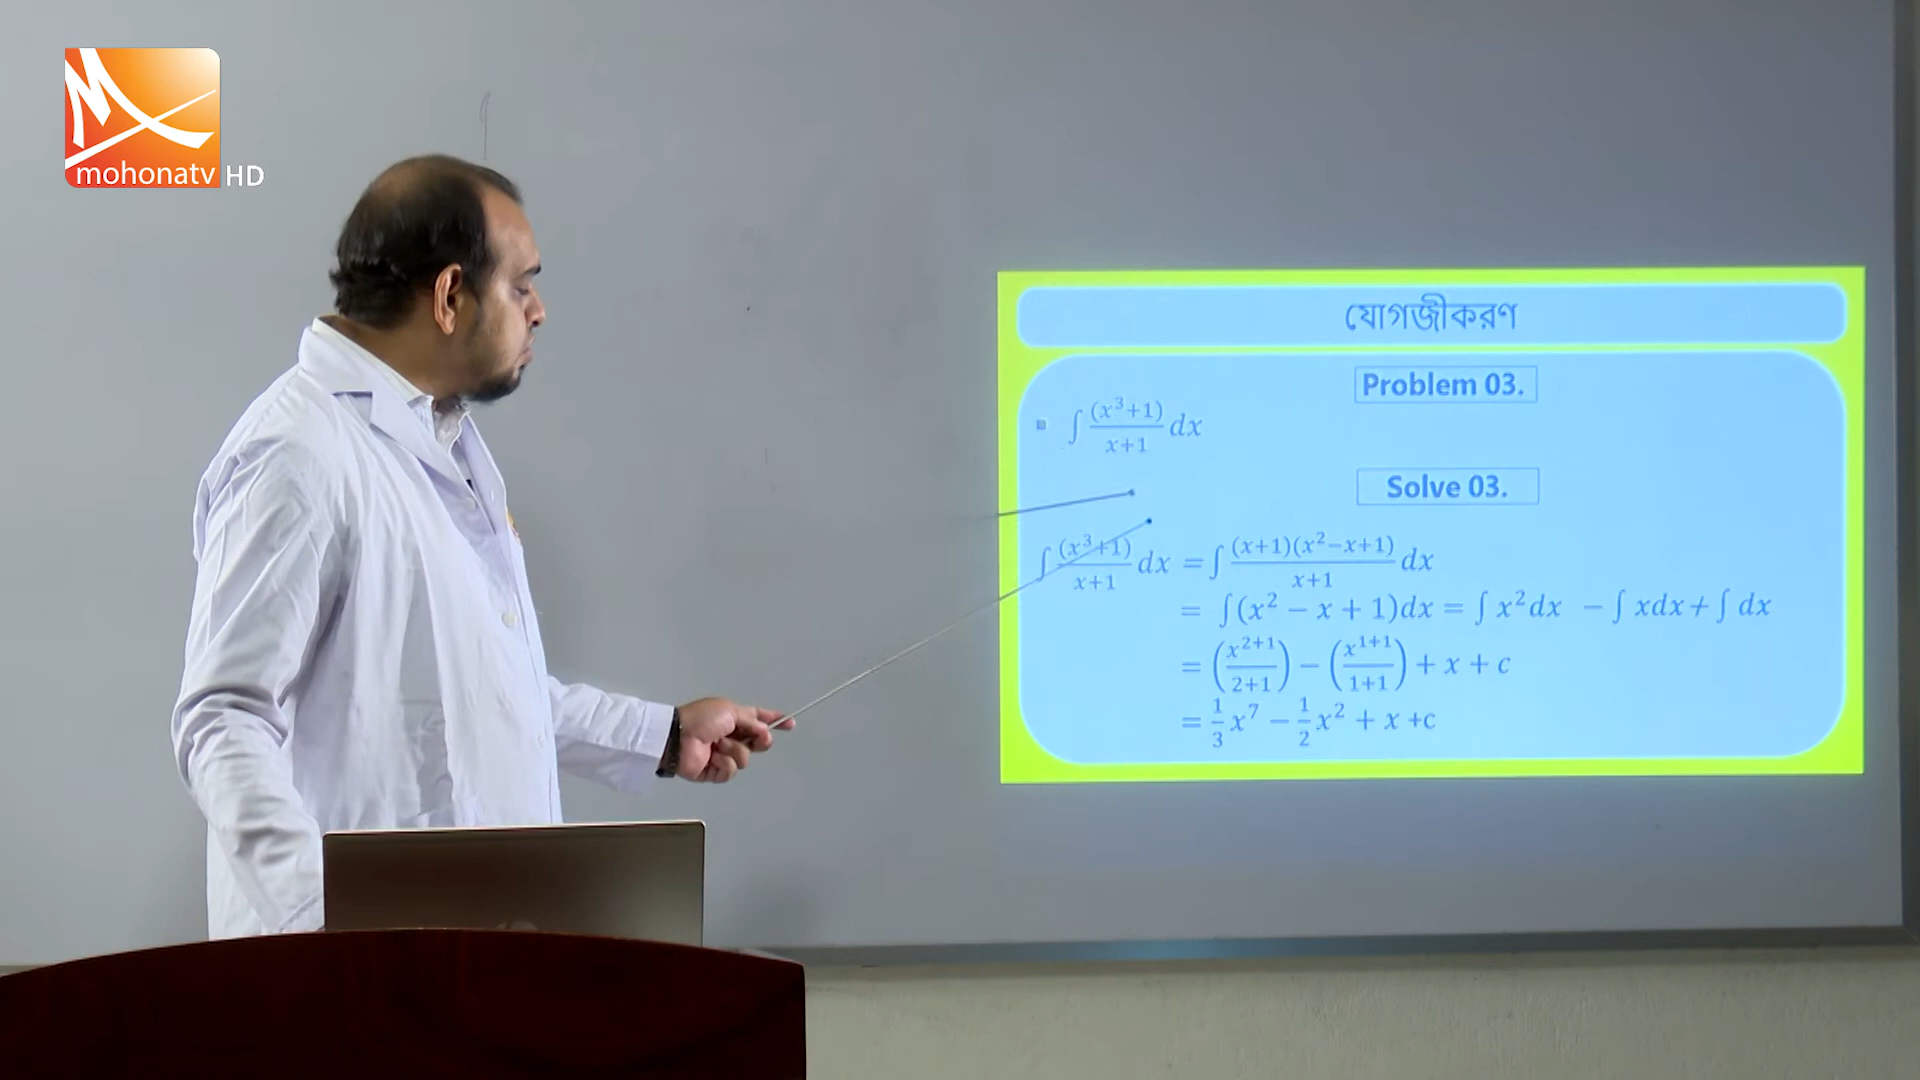 mohonatv HD
যোগজীকরণ
Problem 03.
∫ (x³+1)/(x+1) dx
Solve 03.
∫ (x³+1)/(x+1) dx = ∫ (x+1)(x²−x+1)/(x+1) dx
= ∫(x² − x + 1)dx = ∫ x²dx − ∫ xdx + ∫ dx
= (x²⁺¹/(2+1)) − (x¹⁺¹/(1+1)) + x + c
= 1/3 x⁷ − 1/2 x² + x +c